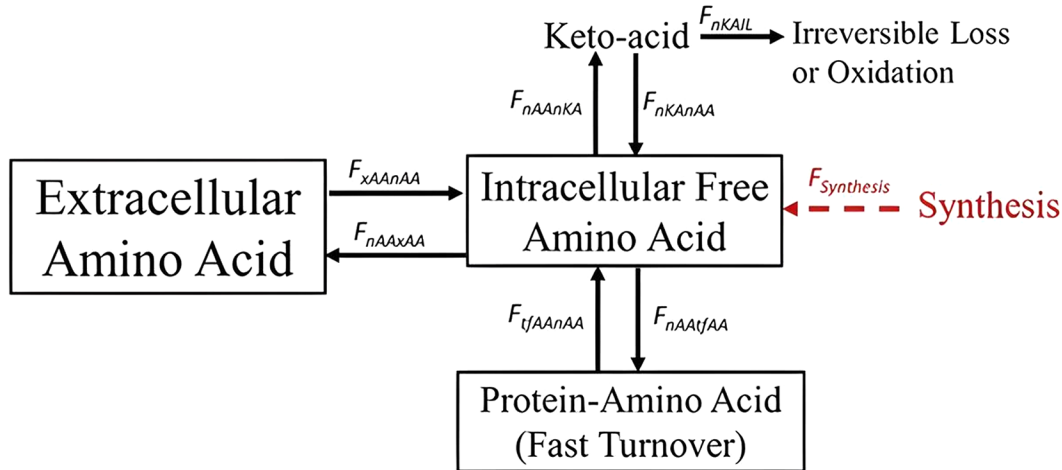 F_nKAIL
Keto-acid
Irreversible Loss
or Oxidation
F_nAAnKA
F_nKAnAA
Extracellular
Amino Acid
F_xAAnAA
F_nAAxAA
Intracellular Free
Amino Acid
F_Synthesis
Synthesis
F_tfAAnAA
F_nAAtfAA
Protein-Amino Acid
(Fast Turnover)